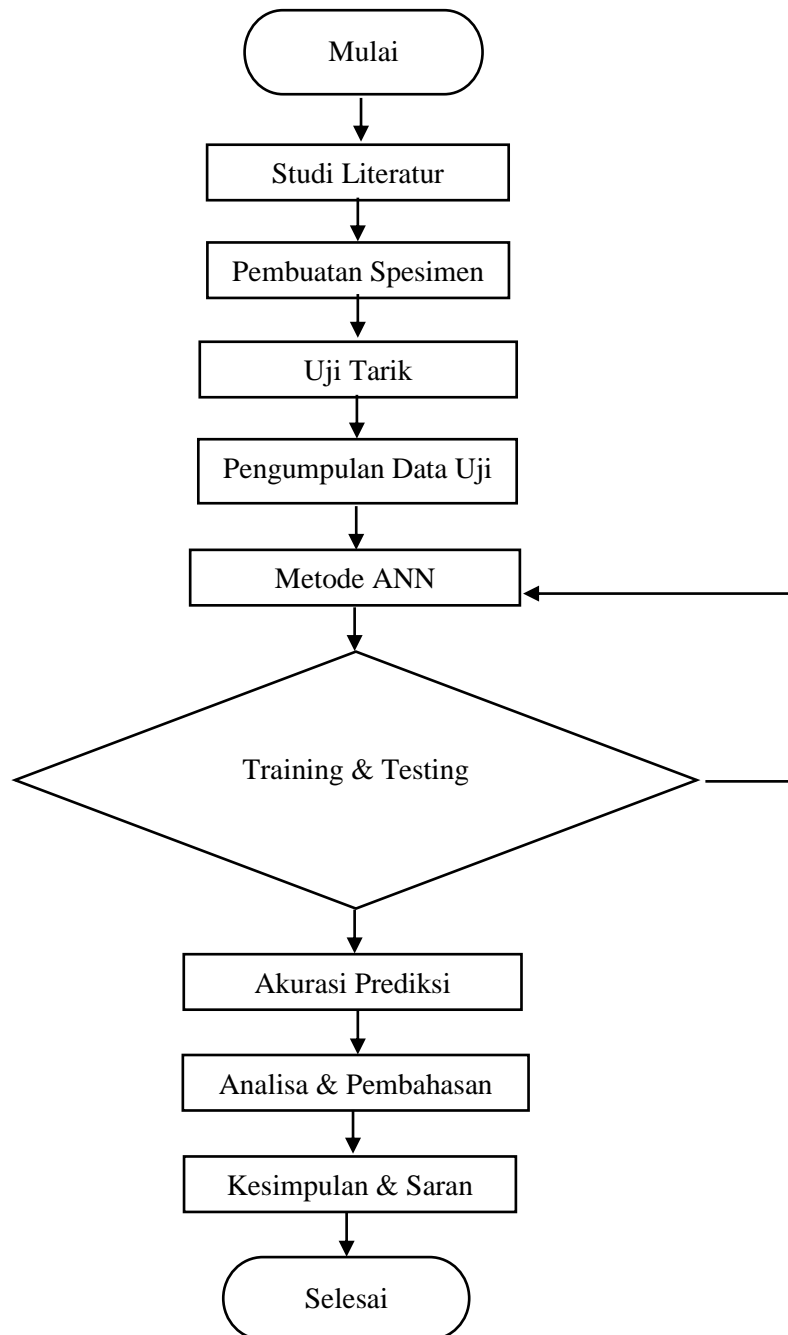 Mulai
Studi Literatur
Pembuatan Spesimen
Uji Tarik
Pengumpulan Data Uji
Metode ANN
Training & Testing
Akurasi Prediksi
Analisa & Pembahasan
Kesimpulan & Saran
Selesai